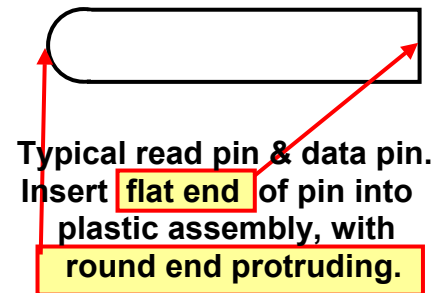 Typical read pin & data pin.
Insert flat end of pin into
plastic assembly, with
round end protruding.